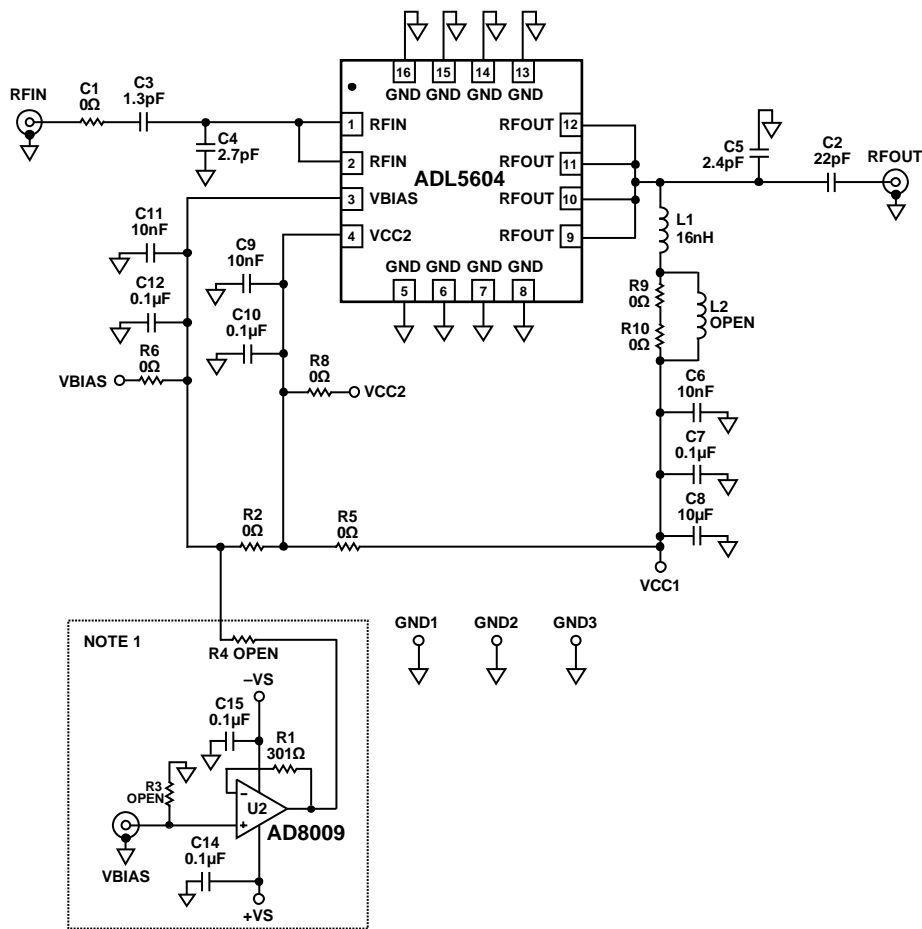 16 15 14 13
GND GND GND GND
RFIN
C1
0Ω
C3
1.3pF
C4
2.7pF
1 RFIN
2 RFIN
3 VBIAS
4 VCC2
ADL5604
RFOUT 12
RFOUT 11
RFOUT 10
RFOUT 9
GND GND GND GND
5 6 7 8
C5
2.4pF
C2
22pF
RFOUT
L1
16nH
R9
0Ω
R10
0Ω
L2
OPEN
C11
10nF
C12
0.1µF
R6
0Ω
VBIAS
C9
10nF
C10
0.1µF
R8
0Ω
VCC2
C6
10nF
C7
0.1µF
C8
10µF
R2
0Ω
R5
0Ω
VCC1
GND1 GND2 GND3
NOTE 1
R4 OPEN
–VS
C15
0.1µF
R1
301Ω
R3
OPEN
–
U2
+
AD8009
VBIAS
C14
0.1µF
+VS